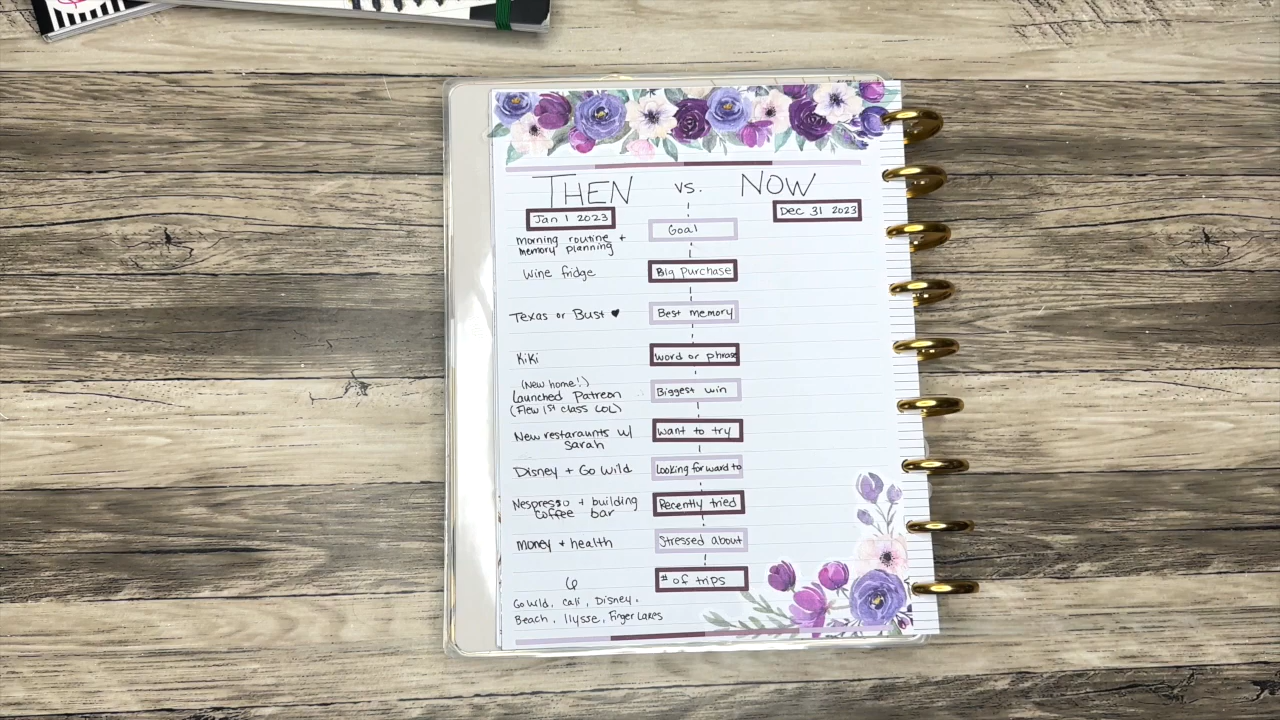 THEN vs. NOW
Jan 1 2023
Dec 31 2023
Morning routine +
memory planning
Goal
Wine fridge
Big Purchase
Texas or Bust ♥
Best memory
KiKi
word or phrase
(New home!)
Launched Patreon
(Flew 1st class LOL)
Biggest win
New restaraunts w/
Sarah
want to try
Disney + Go Wild
Looking forward to
Nespresso + building
coffee bar
Recently tried
Money + health
Stressed about
6
# of trips
Go Wild, Cali, Disney,
Beach, Ilysse, Finger Lakes